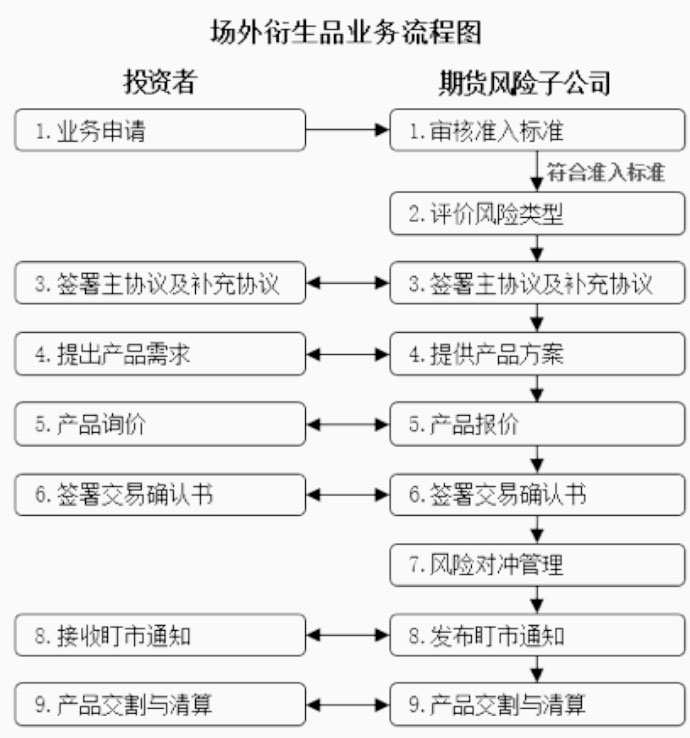 场外衍生品业务流程图
投资者 期货风险子公司
1.业务申请 1.审核准入标准
符合准入标准
2.评价风险类型
3.签署主协议及补充协议 3.签署主协议及补充协议
4.提出产品需求 4.提供产品方案
5.产品询价 5.产品报价
6.签署交易确认书 6.签署交易确认书
7.风险对冲管理
8.接收盯市通知 8.发布盯市通知
9.产品交割与清算 9.产品交割与清算